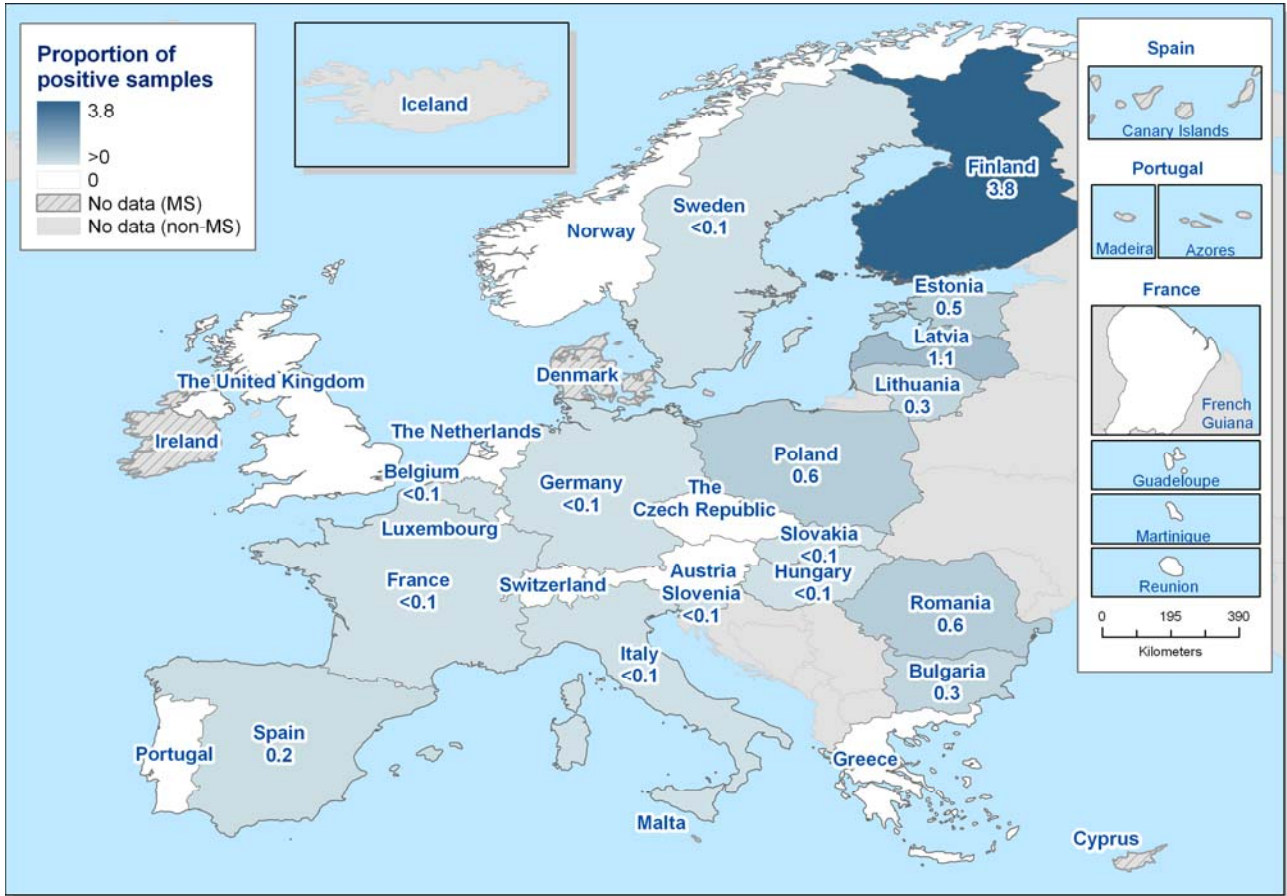 Proportion of
positive samples
3.8
>0
0
No data (MS)
No data (non-MS)
Iceland
Finland
3.8
Sweden
<0.1
Norway
Estonia
0.5
Latvia
1.1
Lithuania
0.3
Denmark
The United Kingdom
Ireland
The Netherlands
Belgium
<0.1
Luxembourg
Germany
<0.1
Poland
0.6
The
Czech Republic
Slovakia
<0.1
Hungary
<0.1
Austria
Slovenia
<0.1
Switzerland
France
<0.1
Italy
<0.1
Romania
0.6
Bulgaria
0.3
Spain
0.2
Portugal
Greece
Malta
Cyprus
Spain
Canary Islands
Portugal
Madeira
Azores
France
French
Guiana
Guadeloupe
Martinique
Reunion
0 195 390
Kilometers